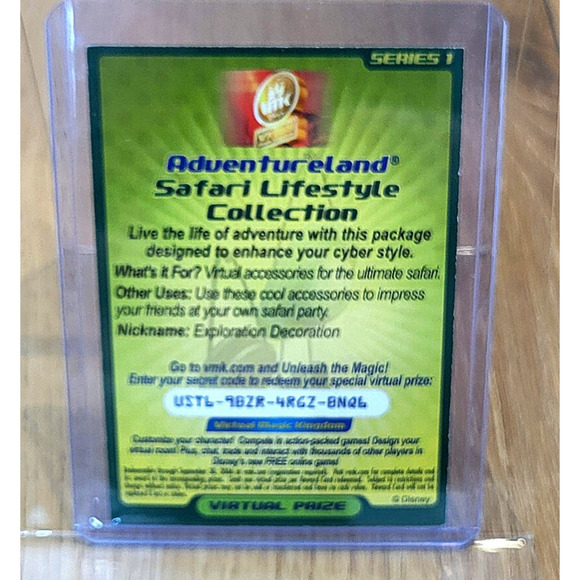 SERIES 1
vmk
Adventureland®
Safari Lifestyle
Collection
Live the life of adventure with this package
designed to enhance your cyber style.
What's it For? Virtual accessories for the ultimate safari.
Other Uses: Use these cool accessories to impress
your friends at your own safari party.
Nickname: Exploration Decoration
Go to vmk.com and Unleash the Magic!
Enter your secret code to redeem your special virtual prize:
UST6-9BZR-4RGZ-BNQ6
Virtual Magic Kingdom
Customize your character! Compete in action-packed games! Design your
virtual room! Plus, chat, trade and interact with thousands of other players in
Disney's new FREE online game!
© Disney
VIRTUAL PRIZE